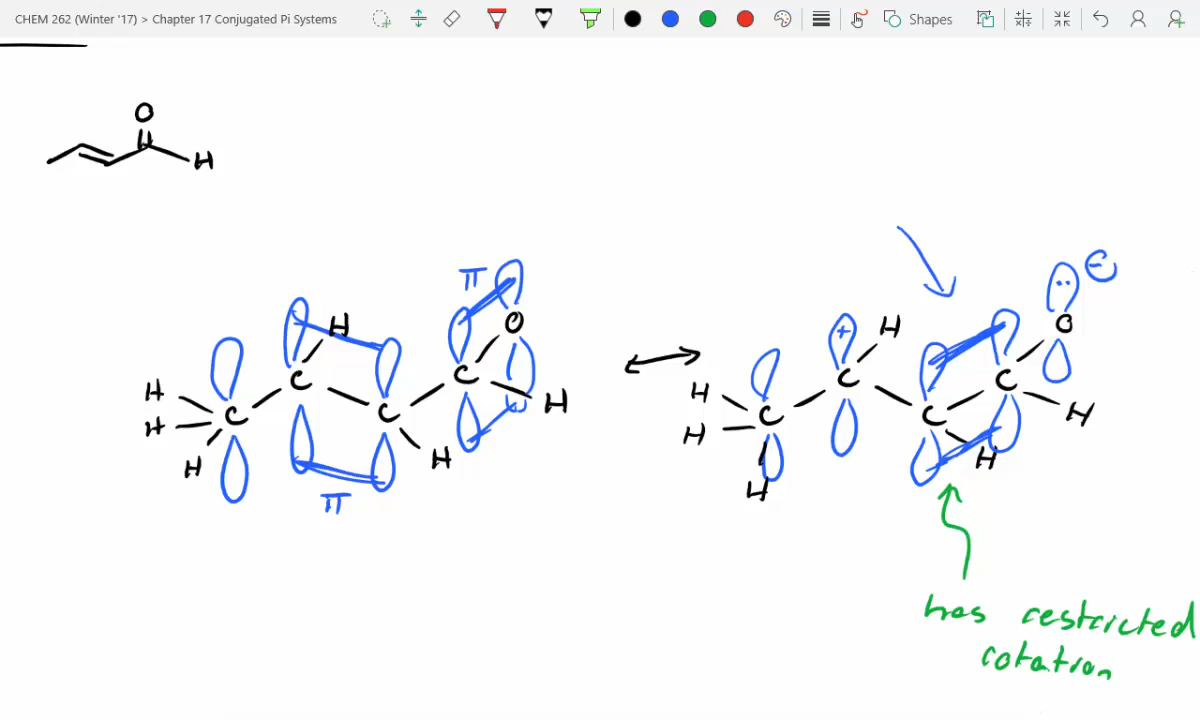 CHEM 262 (Winter '17) > Chapter 17 Conjugated Pi Systems
Shapes
O
H
π
H
O
C
C
H
H
C
C
H
H
H
π
⊖
··
O
+
H
C
C
H
H
C
C
H
H
H
has restricted
rotation